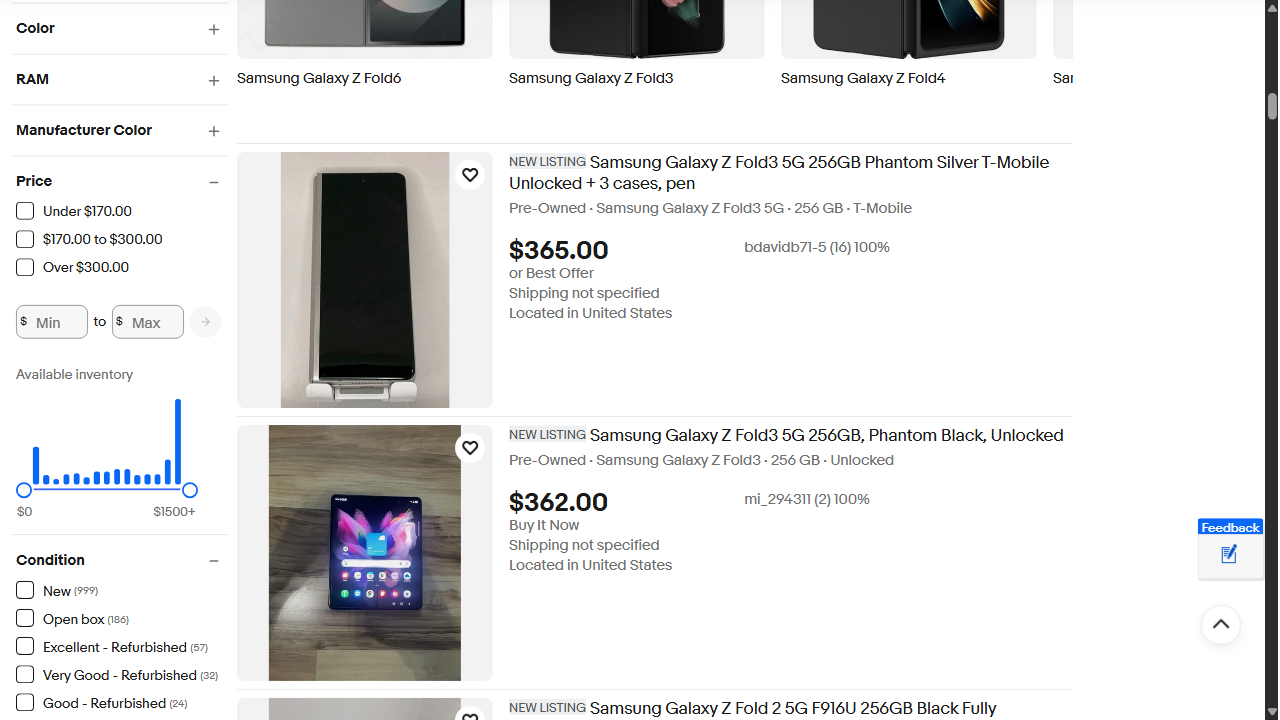 Color
RAM
Manufacturer Color
Price
Under $170.00
$170.00 to $300.00
Over $300.00
$ Min to $ Max
Available inventory
$0 $1500+
Condition
New (999)
Open box (186)
Excellent - Refurbished (57)
Very Good - Refurbished (32)
Good - Refurbished (24)
Samsung Galaxy Z Fold6
Samsung Galaxy Z Fold3
Samsung Galaxy Z Fold4
NEW LISTING Samsung Galaxy Z Fold3 5G 256GB Phantom Silver T-Mobile
Unlocked + 3 cases, pen
Pre-Owned · Samsung Galaxy Z Fold3 5G · 256 GB · T-Mobile
$365.00
or Best Offer
Shipping not specified
Located in United States
bdavidb71-5 (16) 100%
NEW LISTING Samsung Galaxy Z Fold3 5G 256GB, Phantom Black, Unlocked
Pre-Owned · Samsung Galaxy Z Fold3 · 256 GB · Unlocked
$362.00
Buy It Now
Shipping not specified
Located in United States
mi_294311 (2) 100%
NEW LISTING Samsung Galaxy Z Fold 2 5G F916U 256GB Black Fully
Feedback